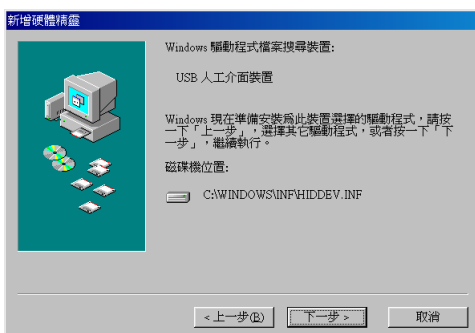 新增硬體精靈
Windows 驅動程式檔案搜尋裝置:
USB 人工介面裝置
Windows 現在準備安裝為此裝置選擇的驅動程式，請按
一下「上一步」，選擇其它驅動程式，或者按一下「下
一步」，繼續執行。
磁碟機位置:
C:\WINDOWS\INF\HIDDEV.INF
< 上一步(B)
下一步 >
取消